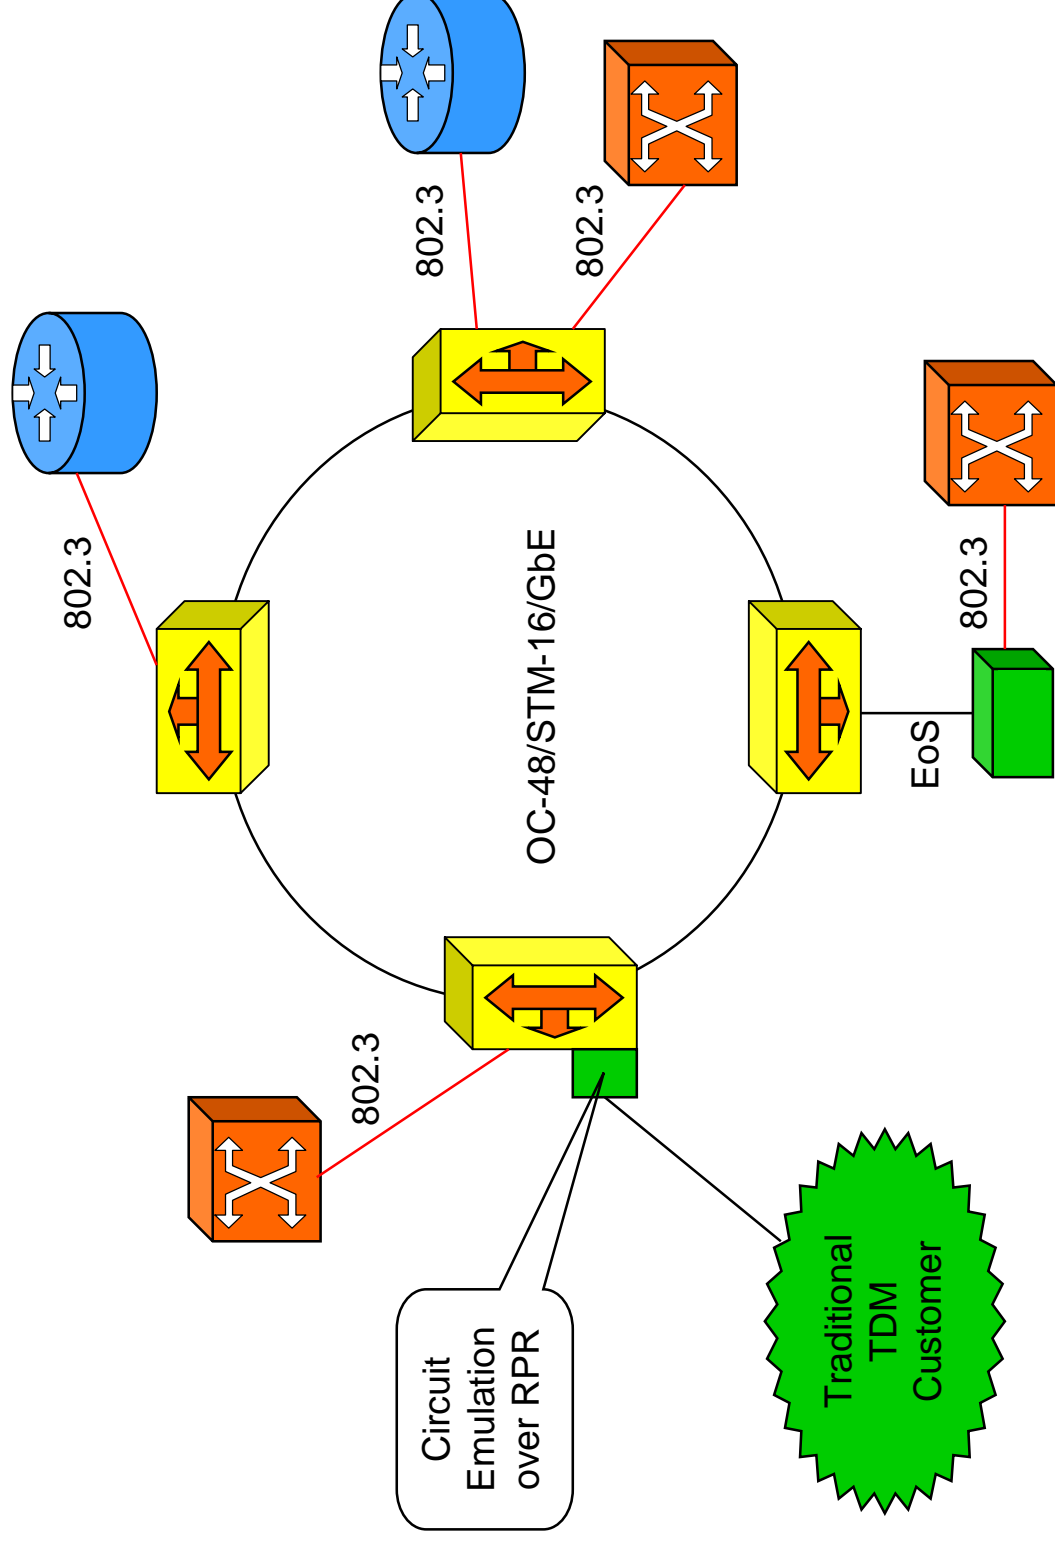 802.3
802.3
802.3
OC-48/STM-16/GbE
802.3
EoS
802.3
Circuit
Emulation
over RPR
Traditional
TDM
Customer